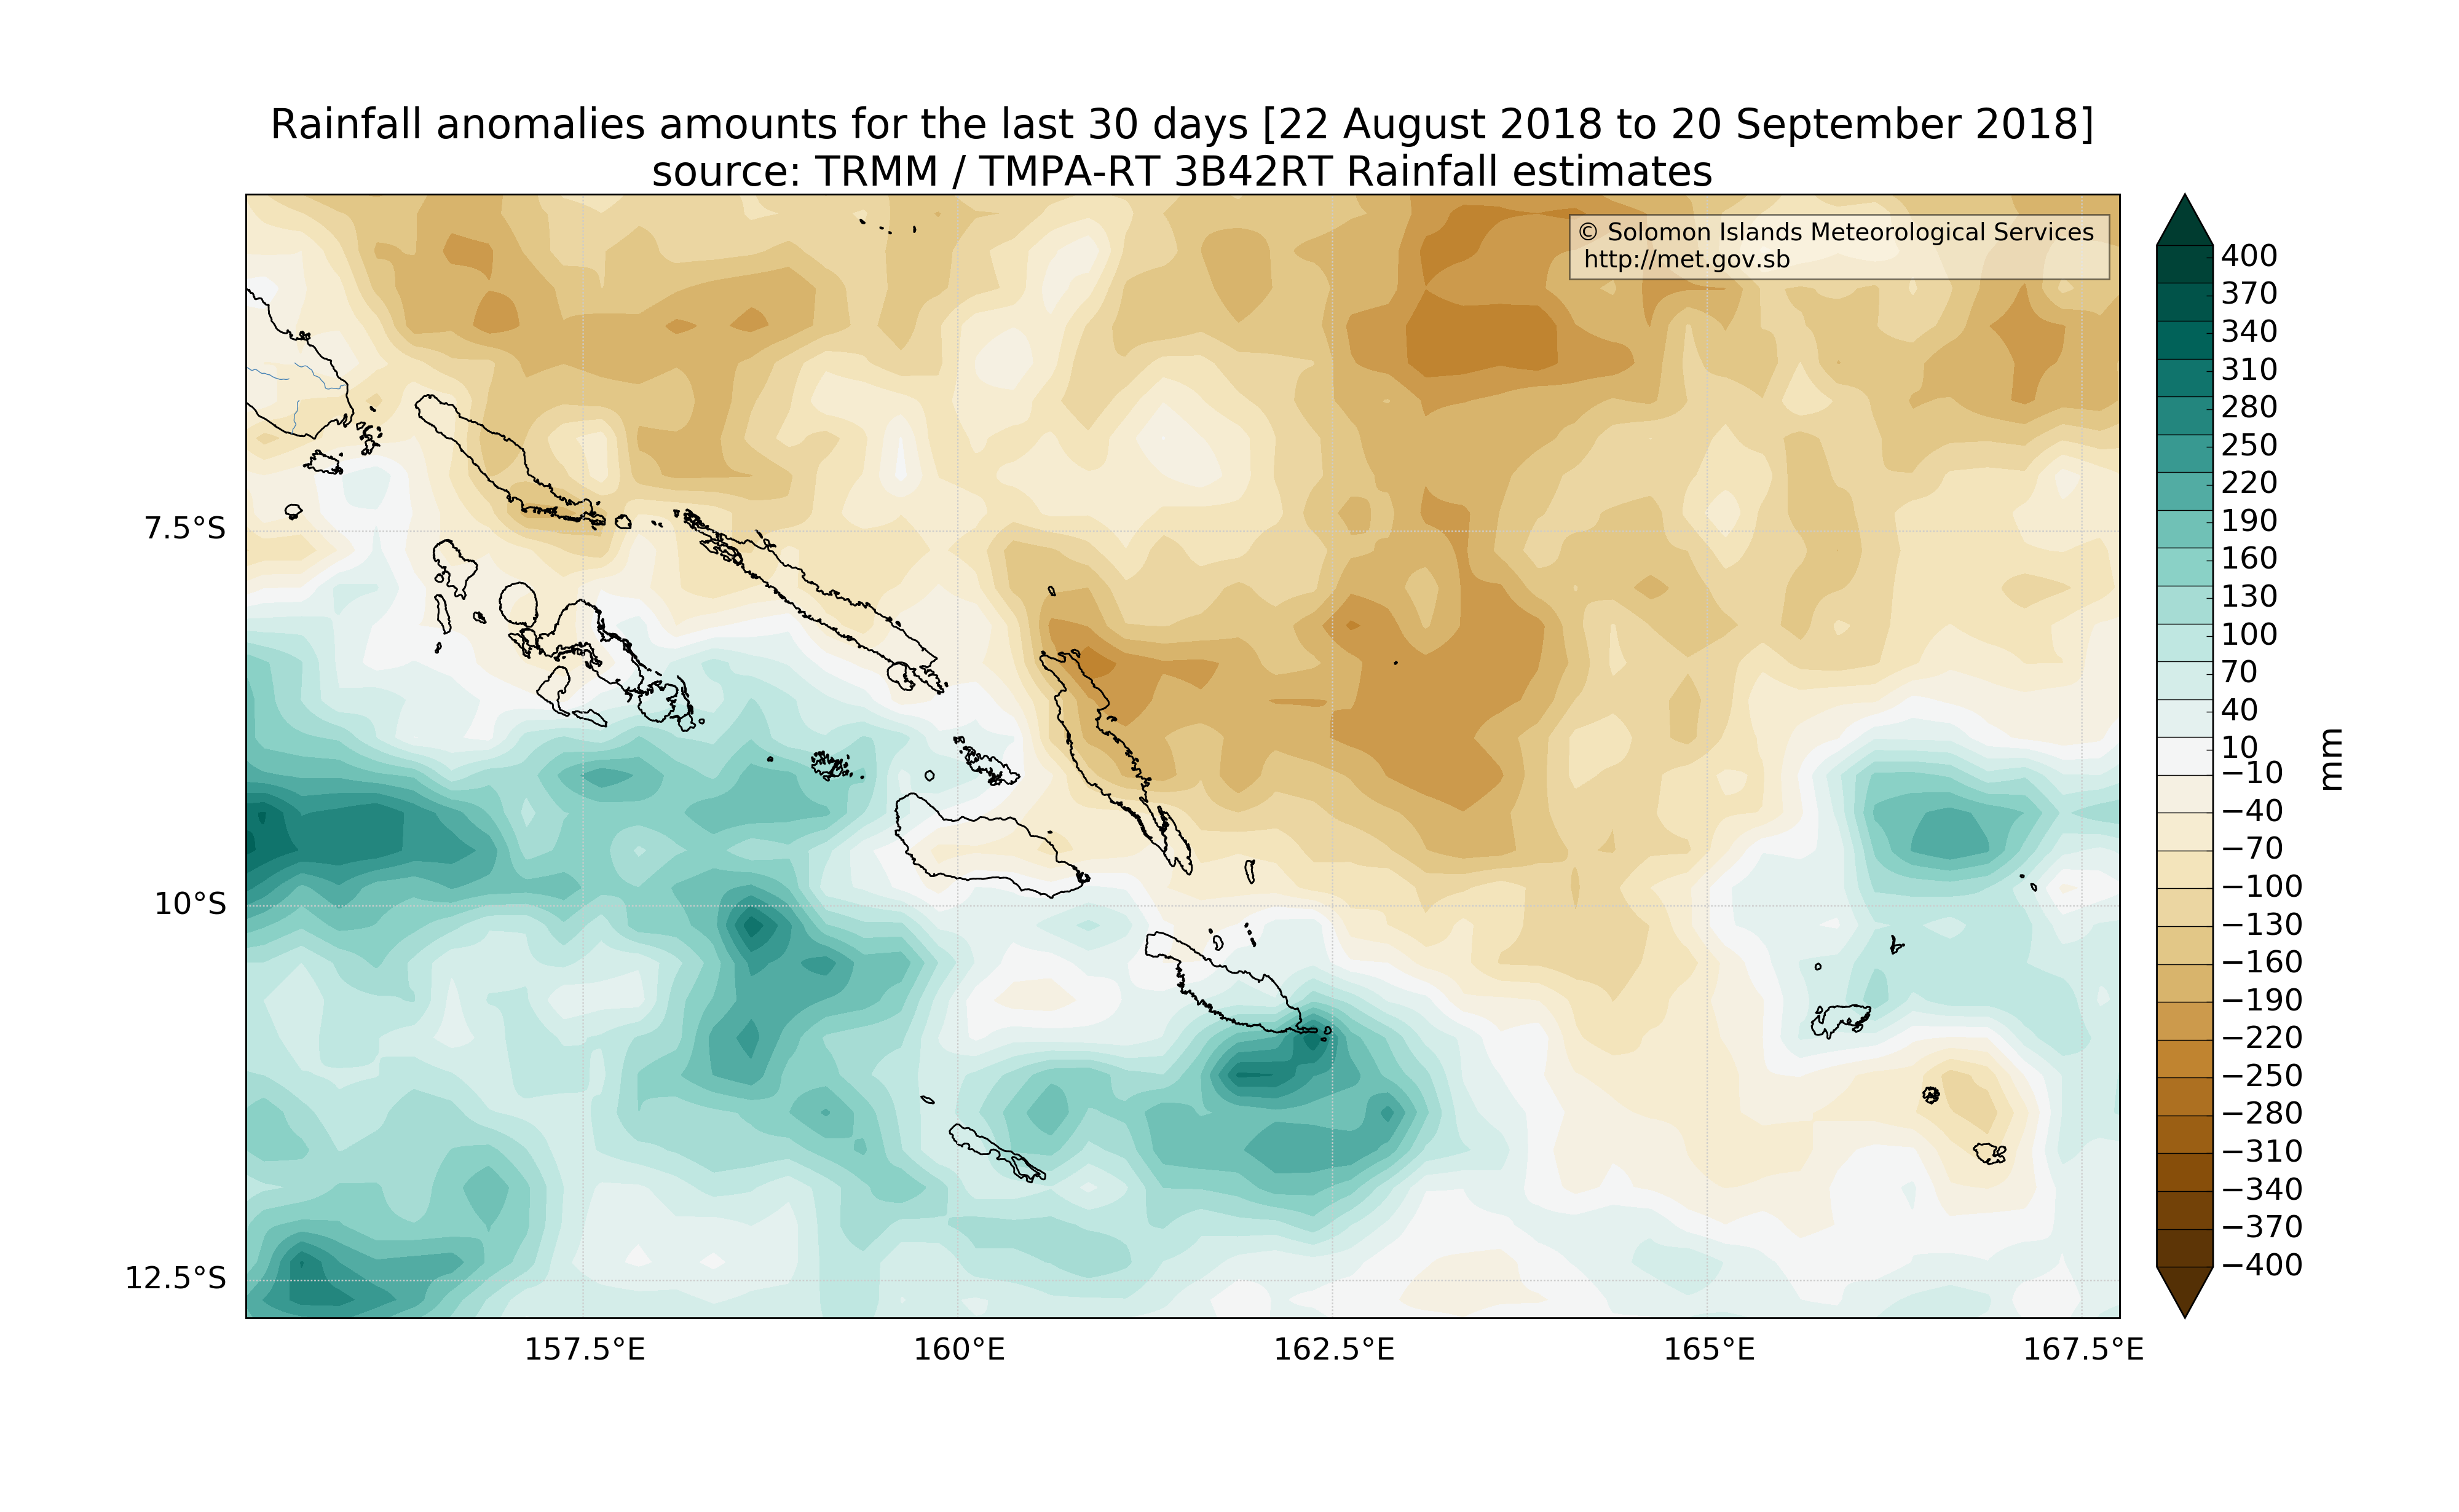 Rainfall anomalies amounts for the last 30 days [22 August 2018 to 20 September 2018]
source: TRMM / TMPA-RT 3B42RT Rainfall estimates
© Solomon Islands Meteorological Services
http://met.gov.sb
7.5°S
10°S
12.5°S
157.5°E
160°E
162.5°E
165°E
167.5°E
400
370
340
310
280
250
220
190
160
130
100
70
40
10
−10
−40
−70
−100
−130
−160
−190
−220
−250
−280
−310
−340
−370
−400
mm